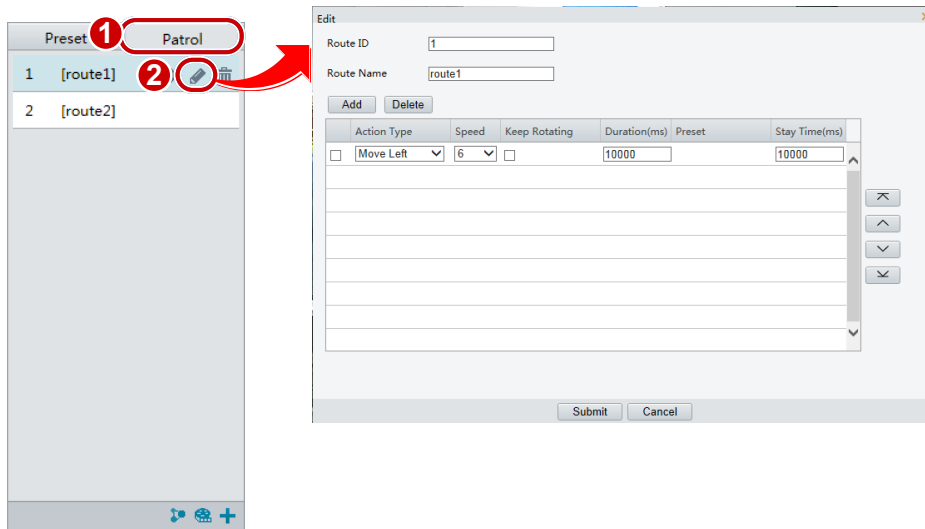 Preset 1 Patrol
1 [route1] 2
2 [route2]
Edit
Route ID 1
Route Name route1
Add Delete
Action Type Speed Keep Rotating Duration(ms) Preset Stay Time(ms)
Move Left 6 10000 10000
Submit Cancel